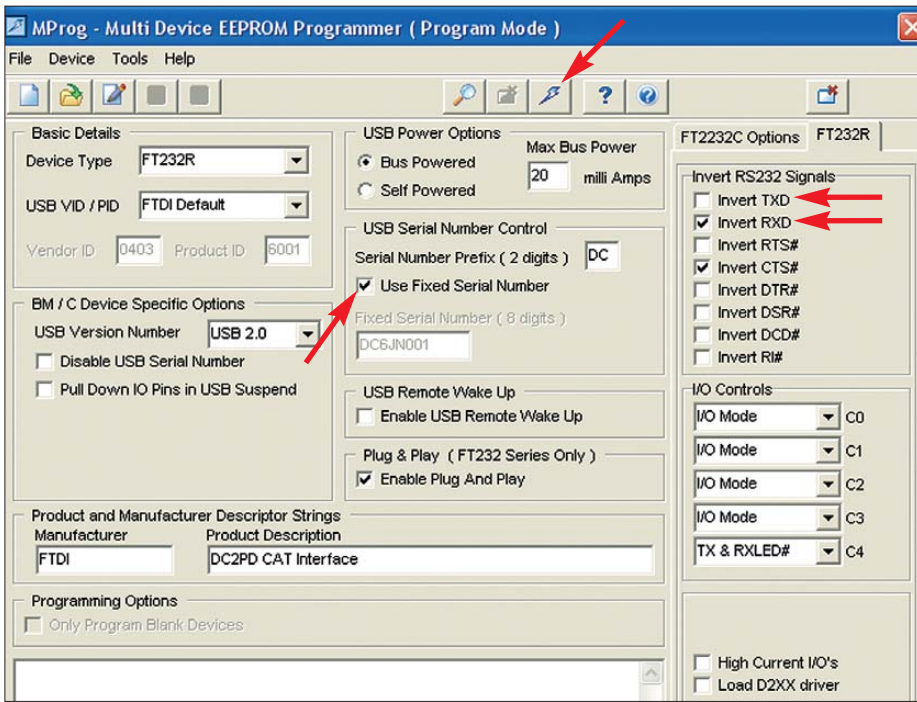 MProg - Multi Device EEPROM Programmer ( Program Mode )
File Device Tools Help
Basic Details
Device Type FT232R
USB VID / PID FTDI Default
Vendor ID 0403 Product ID 6001
BM / C Device Specific Options
USB Version Number USB 2.0
Disable USB Serial Number
Pull Down IO Pins in USB Suspend
USB Power Options
Bus Powered
Self Powered
Max Bus Power
20 milli Amps
USB Serial Number Control
Serial Number Prefix ( 2 digits ) DC
Use Fixed Serial Number
Fixed Serial Number ( 8 digits )
DC6JN001
USB Remote Wake Up
Enable USB Remote Wake Up
Plug & Play ( FT232 Series Only )
Enable Plug And Play
Product and Manufacturer Descriptor Strings
Manufacturer Product Description
FTDI DC2PD CAT Interface
Programming Options
Only Program Blank Devices
FT2232C Options FT232R
Invert RS232 Signals
Invert TXD
Invert RXD
Invert RTS#
Invert CTS#
Invert DTR#
Invert DSR#
Invert DCD#
Invert RI#
I/O Controls
I/O Mode C0
I/O Mode C1
I/O Mode C2
I/O Mode C3
TX & RXLED# C4
High Current I/O's
Load D2XX driver